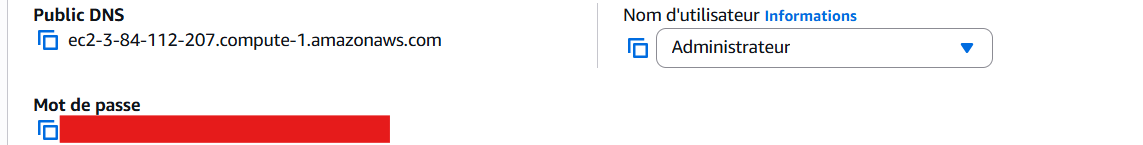 Public DNS
ec2-3-84-112-207.compute-1.amazonaws.com
Nom d'utilisateur Informations
Administrateur
Mot de passe